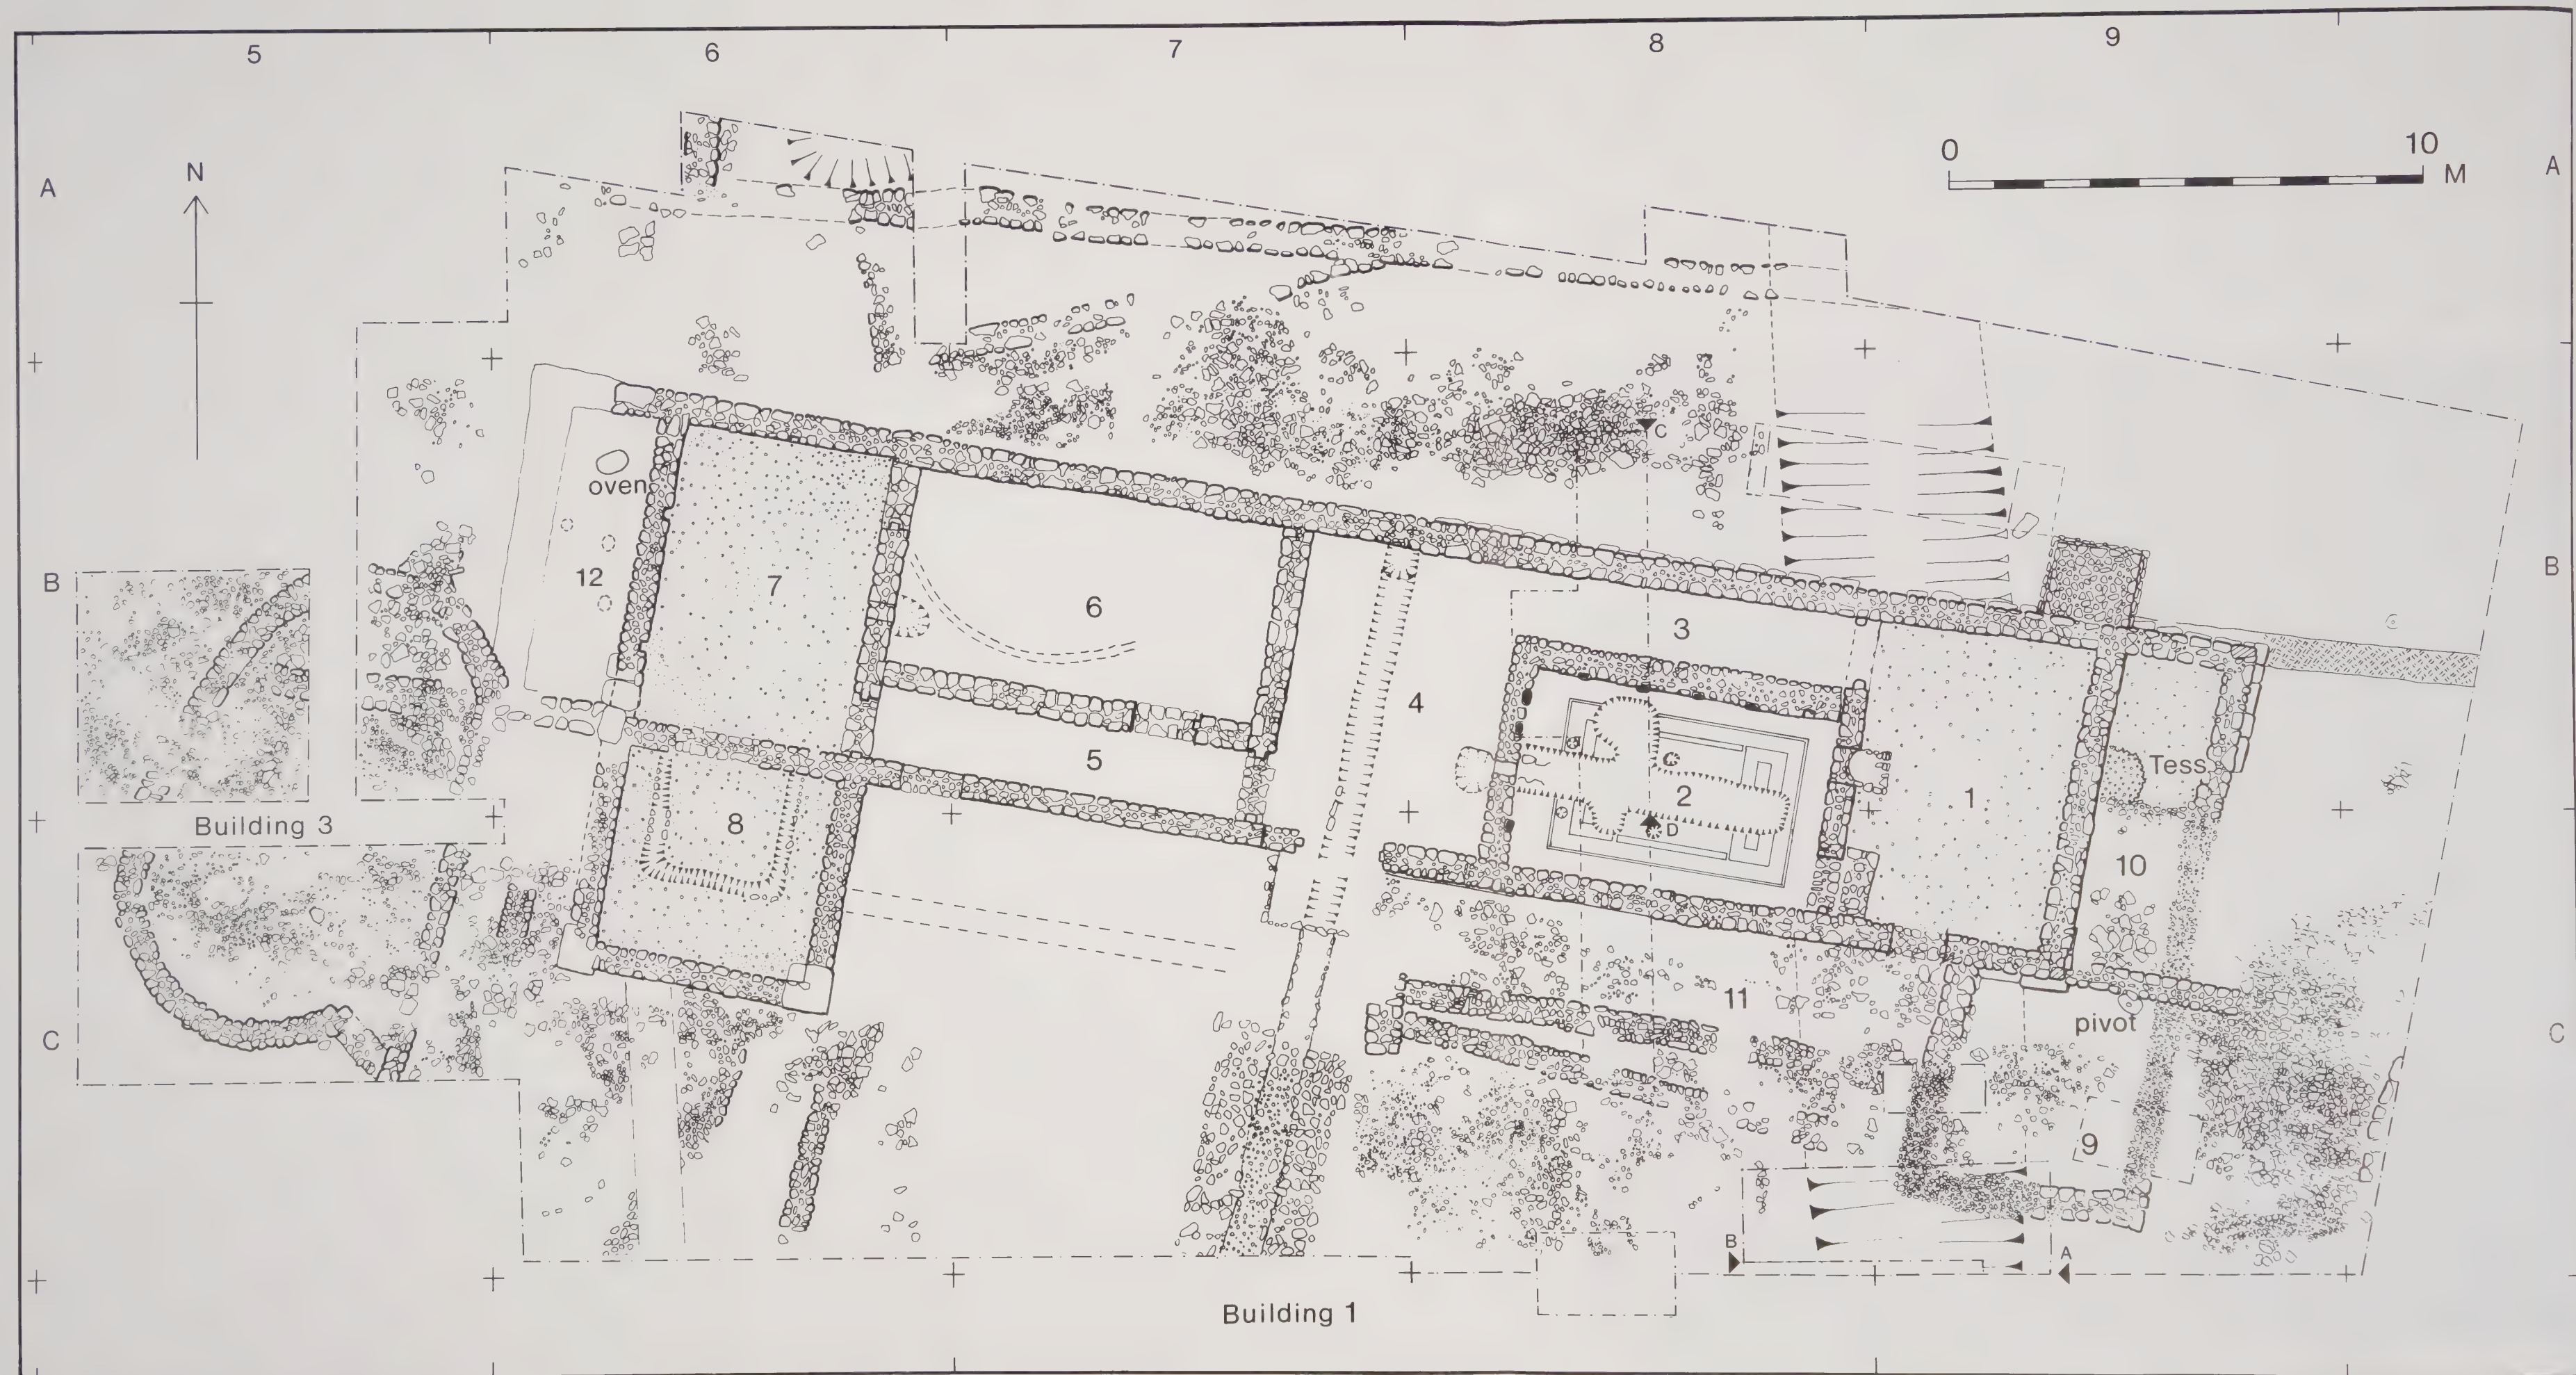 5 6 7 8 9
0 10
M
A N A
C
oven
12 7 6 3 B B
4
5 2 1 Tess
D
8
Building 3
10
11
pivot
C C
9
B A
Building 1